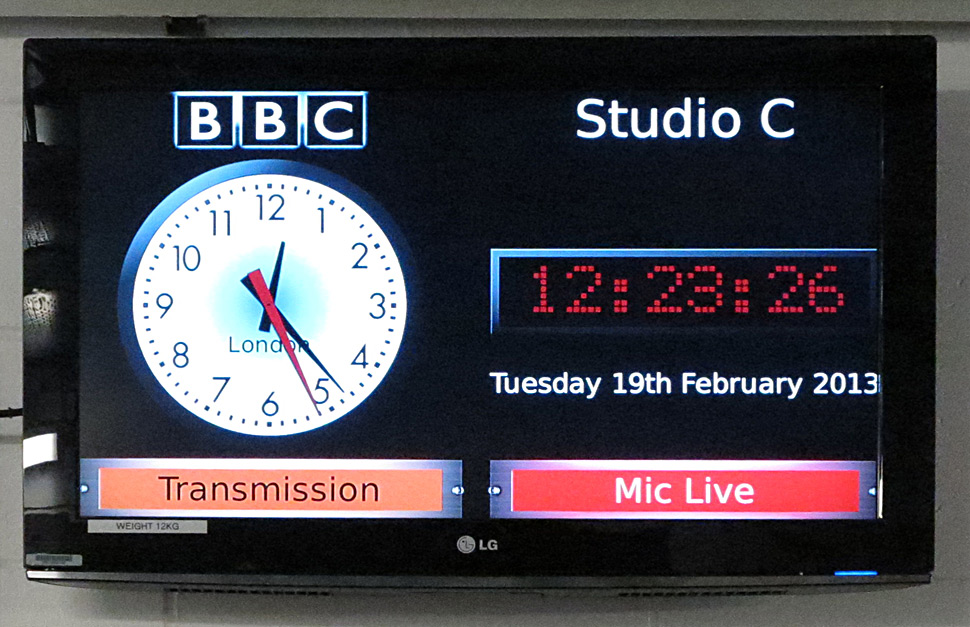 BBC
Studio C
12
11
1
10
2
9
3
8
4
7
5
6
London
12:23:26
Tuesday 19th February 2013
Transmission
Mic Live
WEIGHT 12KG
LG